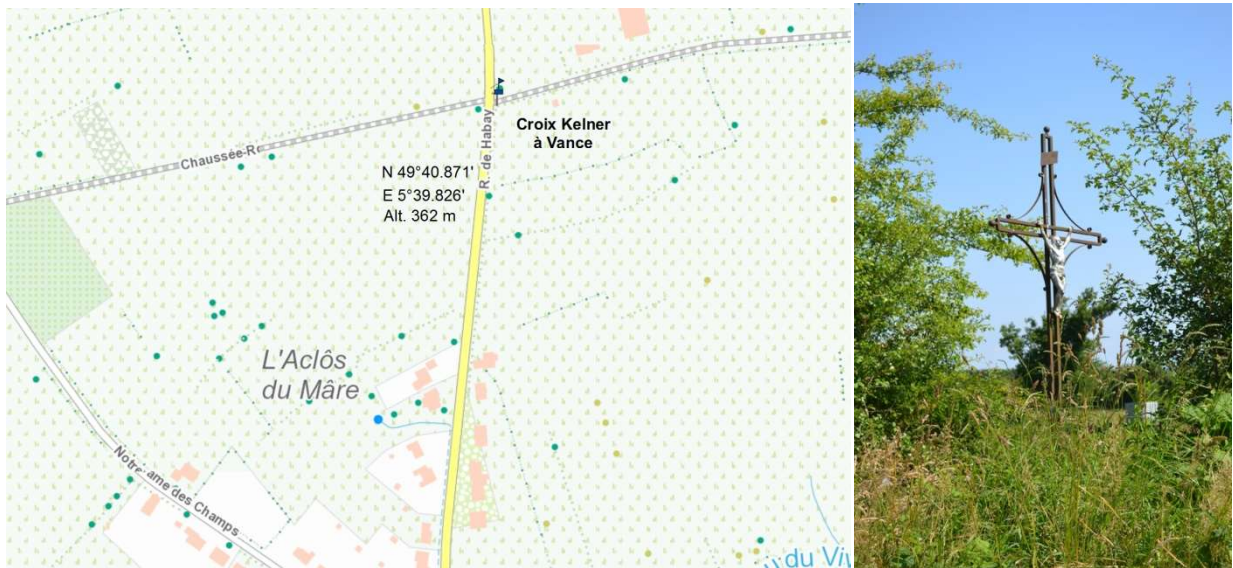 Croix Kelner
à Vance
Chaussée Ro
R. de Habay
N 49°40.871'
E 5°39.826'
Alt. 362 m
L'Aclôs
du Mâre
Notre ame des Champs
du Viv